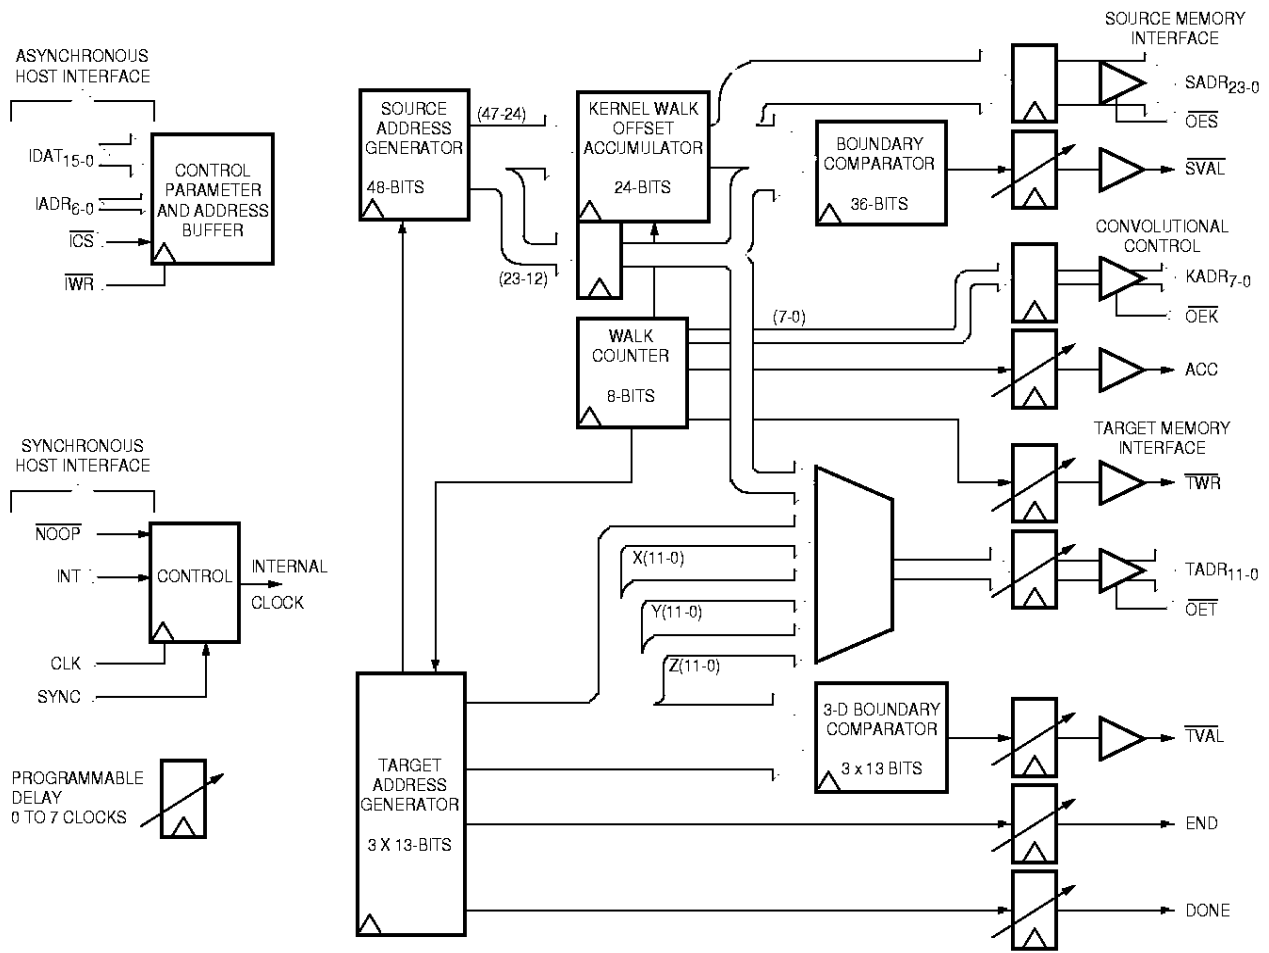 ASYNCHRONOUS
HOST INTERFACE
IDAT15-0
IADR6-0
ICS
IWR
CONTROL
PARAMETER
AND ADDRESS
BUFFER
SYNCHRONOUS
HOST INTERFACE
NOOP
INT
CLK
SYNC
CONTROL
INTERNAL
CLOCK
PROGRAMMABLE
DELAY
0 TO 7 CLOCKS
SOURCE
ADDRESS
GENERATOR
48-BITS
(47-24)
(23-12)
KERNEL WALK
OFFSET
ACCUMULATOR
24-BITS
WALK
COUNTER
8-BITS
(7-0)
BOUNDARY
COMPARATOR
36-BITS
X(11-0)
Y(11-0)
Z(11-0)
TARGET
ADDRESS
GENERATOR
3 X 13-BITS
3-D BOUNDARY
COMPARATOR
3 x 13 BITS
SOURCE MEMORY
INTERFACE
SADR23-0
OES
SVAL
CONVOLUTIONAL
CONTROL
KADR7-0
OEK
ACC
TARGET MEMORY
INTERFACE
TWR
TADR11-0
OET
TVAL
END
DONE